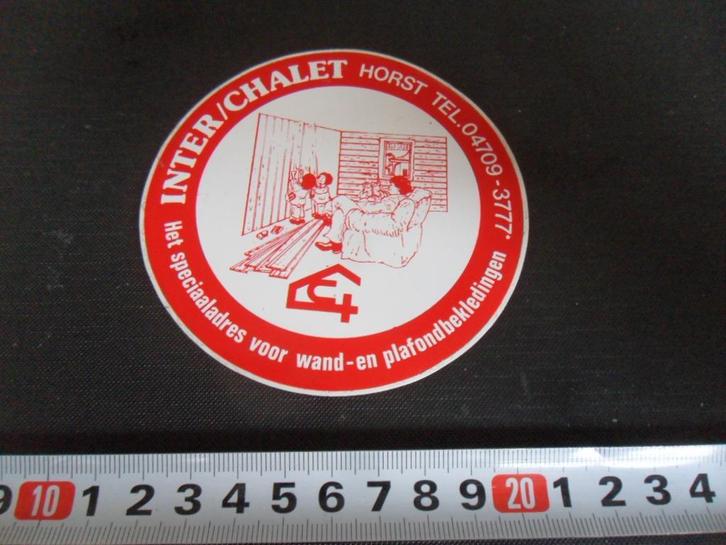 INTER/CHALET HORST TEL. 04709-3777*
Het speciaaladres voor wand-en plafondbekledingen
9 10 1 2 3 4 5 6 7 8 9 20 1 2 3 4